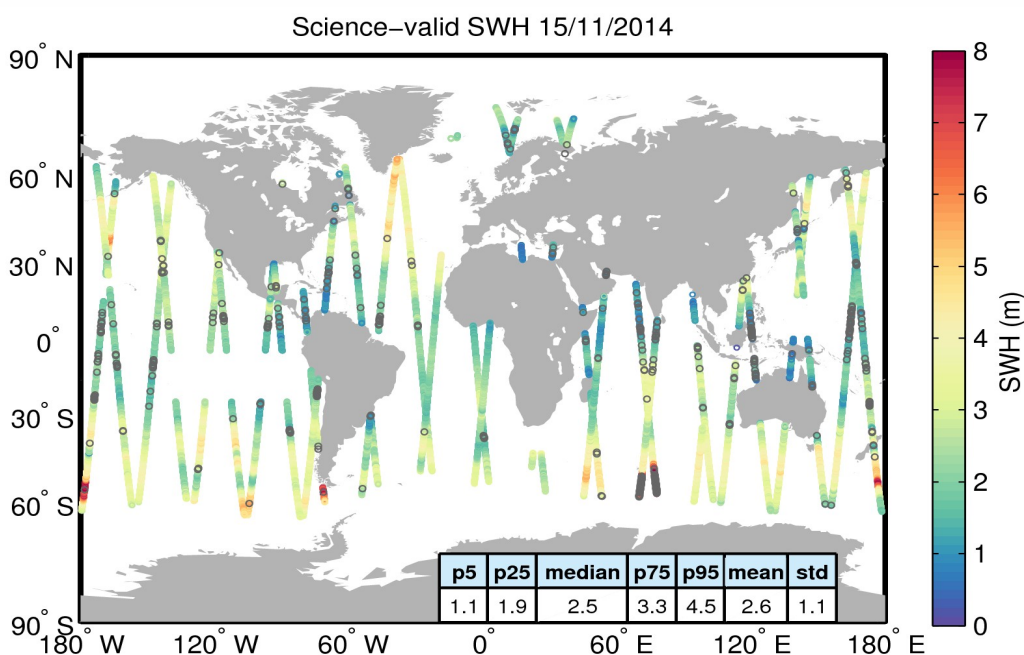 Science−valid SWH 15/11/2014
90° N
60° N
30° N
0°
30° S
60° S
90° S
180° W
120° W
60° W
0°
60° E
120° E
180° E
p5 p25 median p75 p95 mean std
1.1 1.9 2.5 3.3 4.5 2.6 1.1
8
7
6
5
4
3
2
1
0
SWH (m)